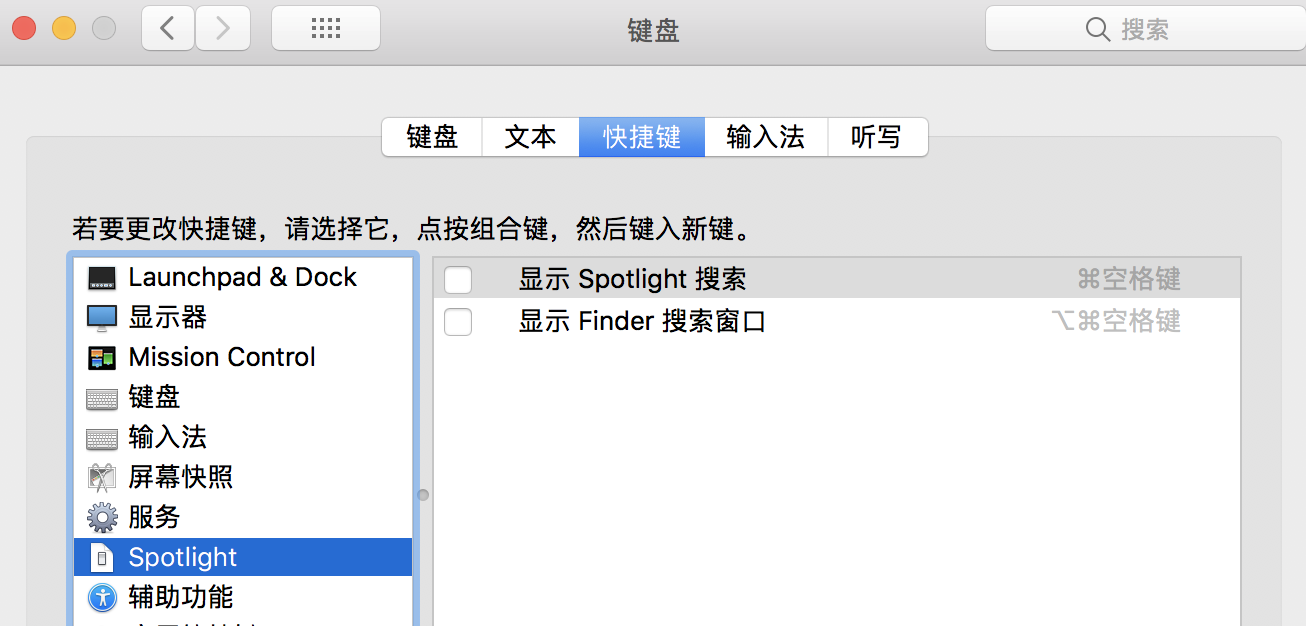 键盘
搜索
键盘 文本 快捷键 输入法 听写
若要更改快捷键，请选择它，点按组合键，然后键入新键。
Launchpad & Dock
显示器
Mission Control
键盘
输入法
屏幕快照
服务
Spotlight
辅助功能
显示 Spotlight 搜索 ⌘空格键
显示 Finder 搜索窗口 ⌥⌘空格键